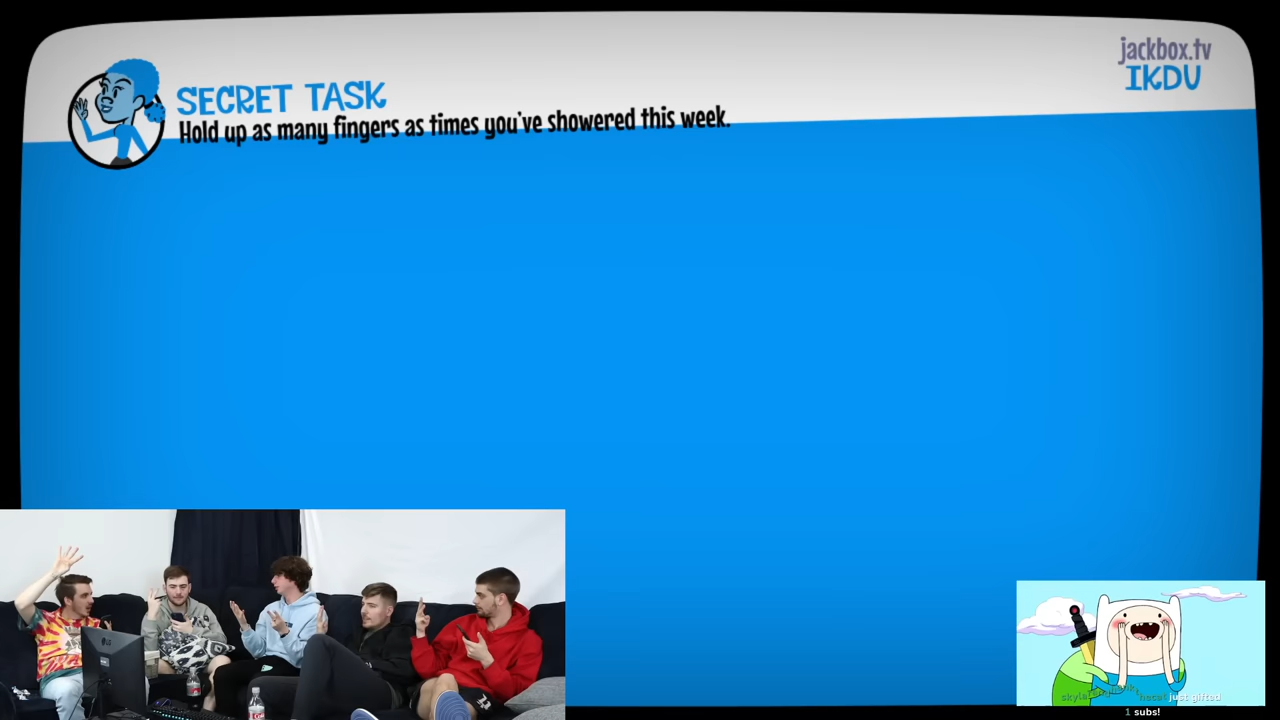 jackbox.tv
IKDU
SECRET TASK
Hold up as many fingers as times you've showered this week.
just gifted
1 subs!